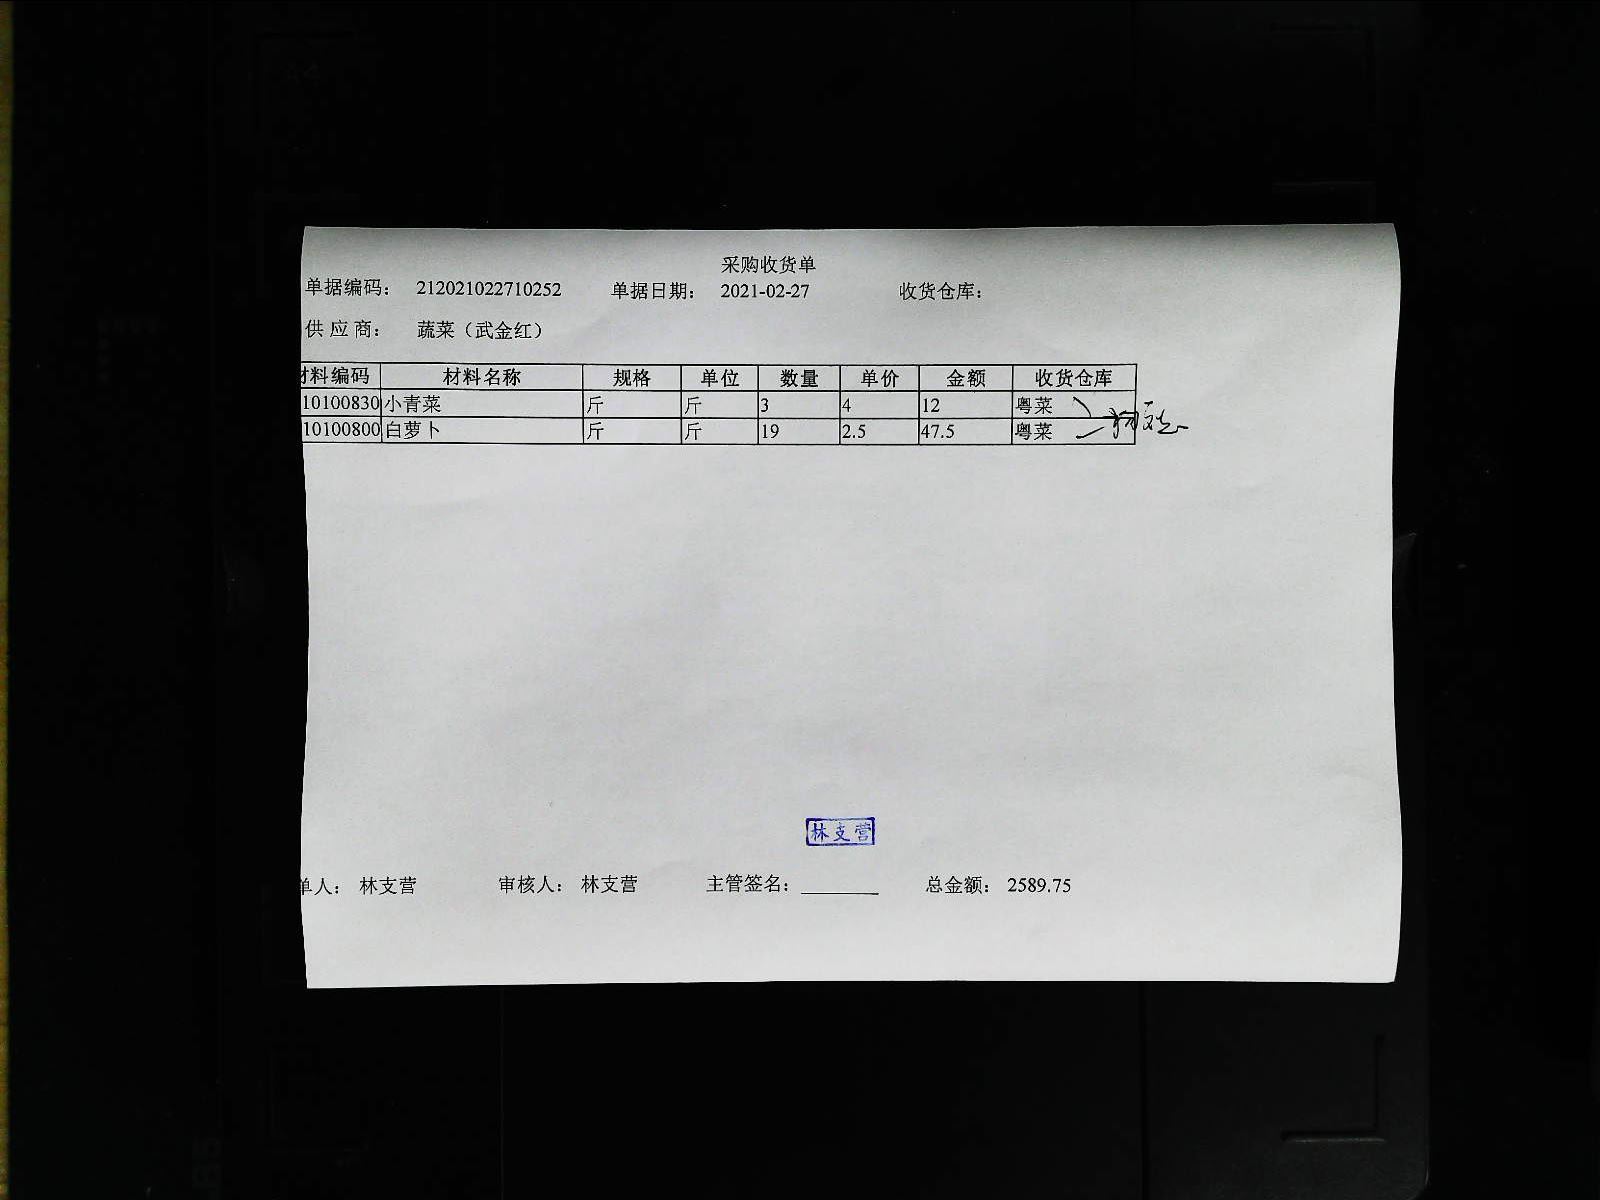 采购收货单
单据编码： 212021022710252 单据日期： 2021-02-27 收货仓库：
供应商： 蔬菜（武金红）
材料编码 材料名称 规格 单位 数量 单价 金额 收货仓库
10100830 小青菜 斤 斤 3 4 12 粤菜
10100800 白萝卜 斤 斤 19 2.5 47.5 粤菜
林支营
单人： 林支营 审核人： 林支营 主管签名： 总金额： 2589.75